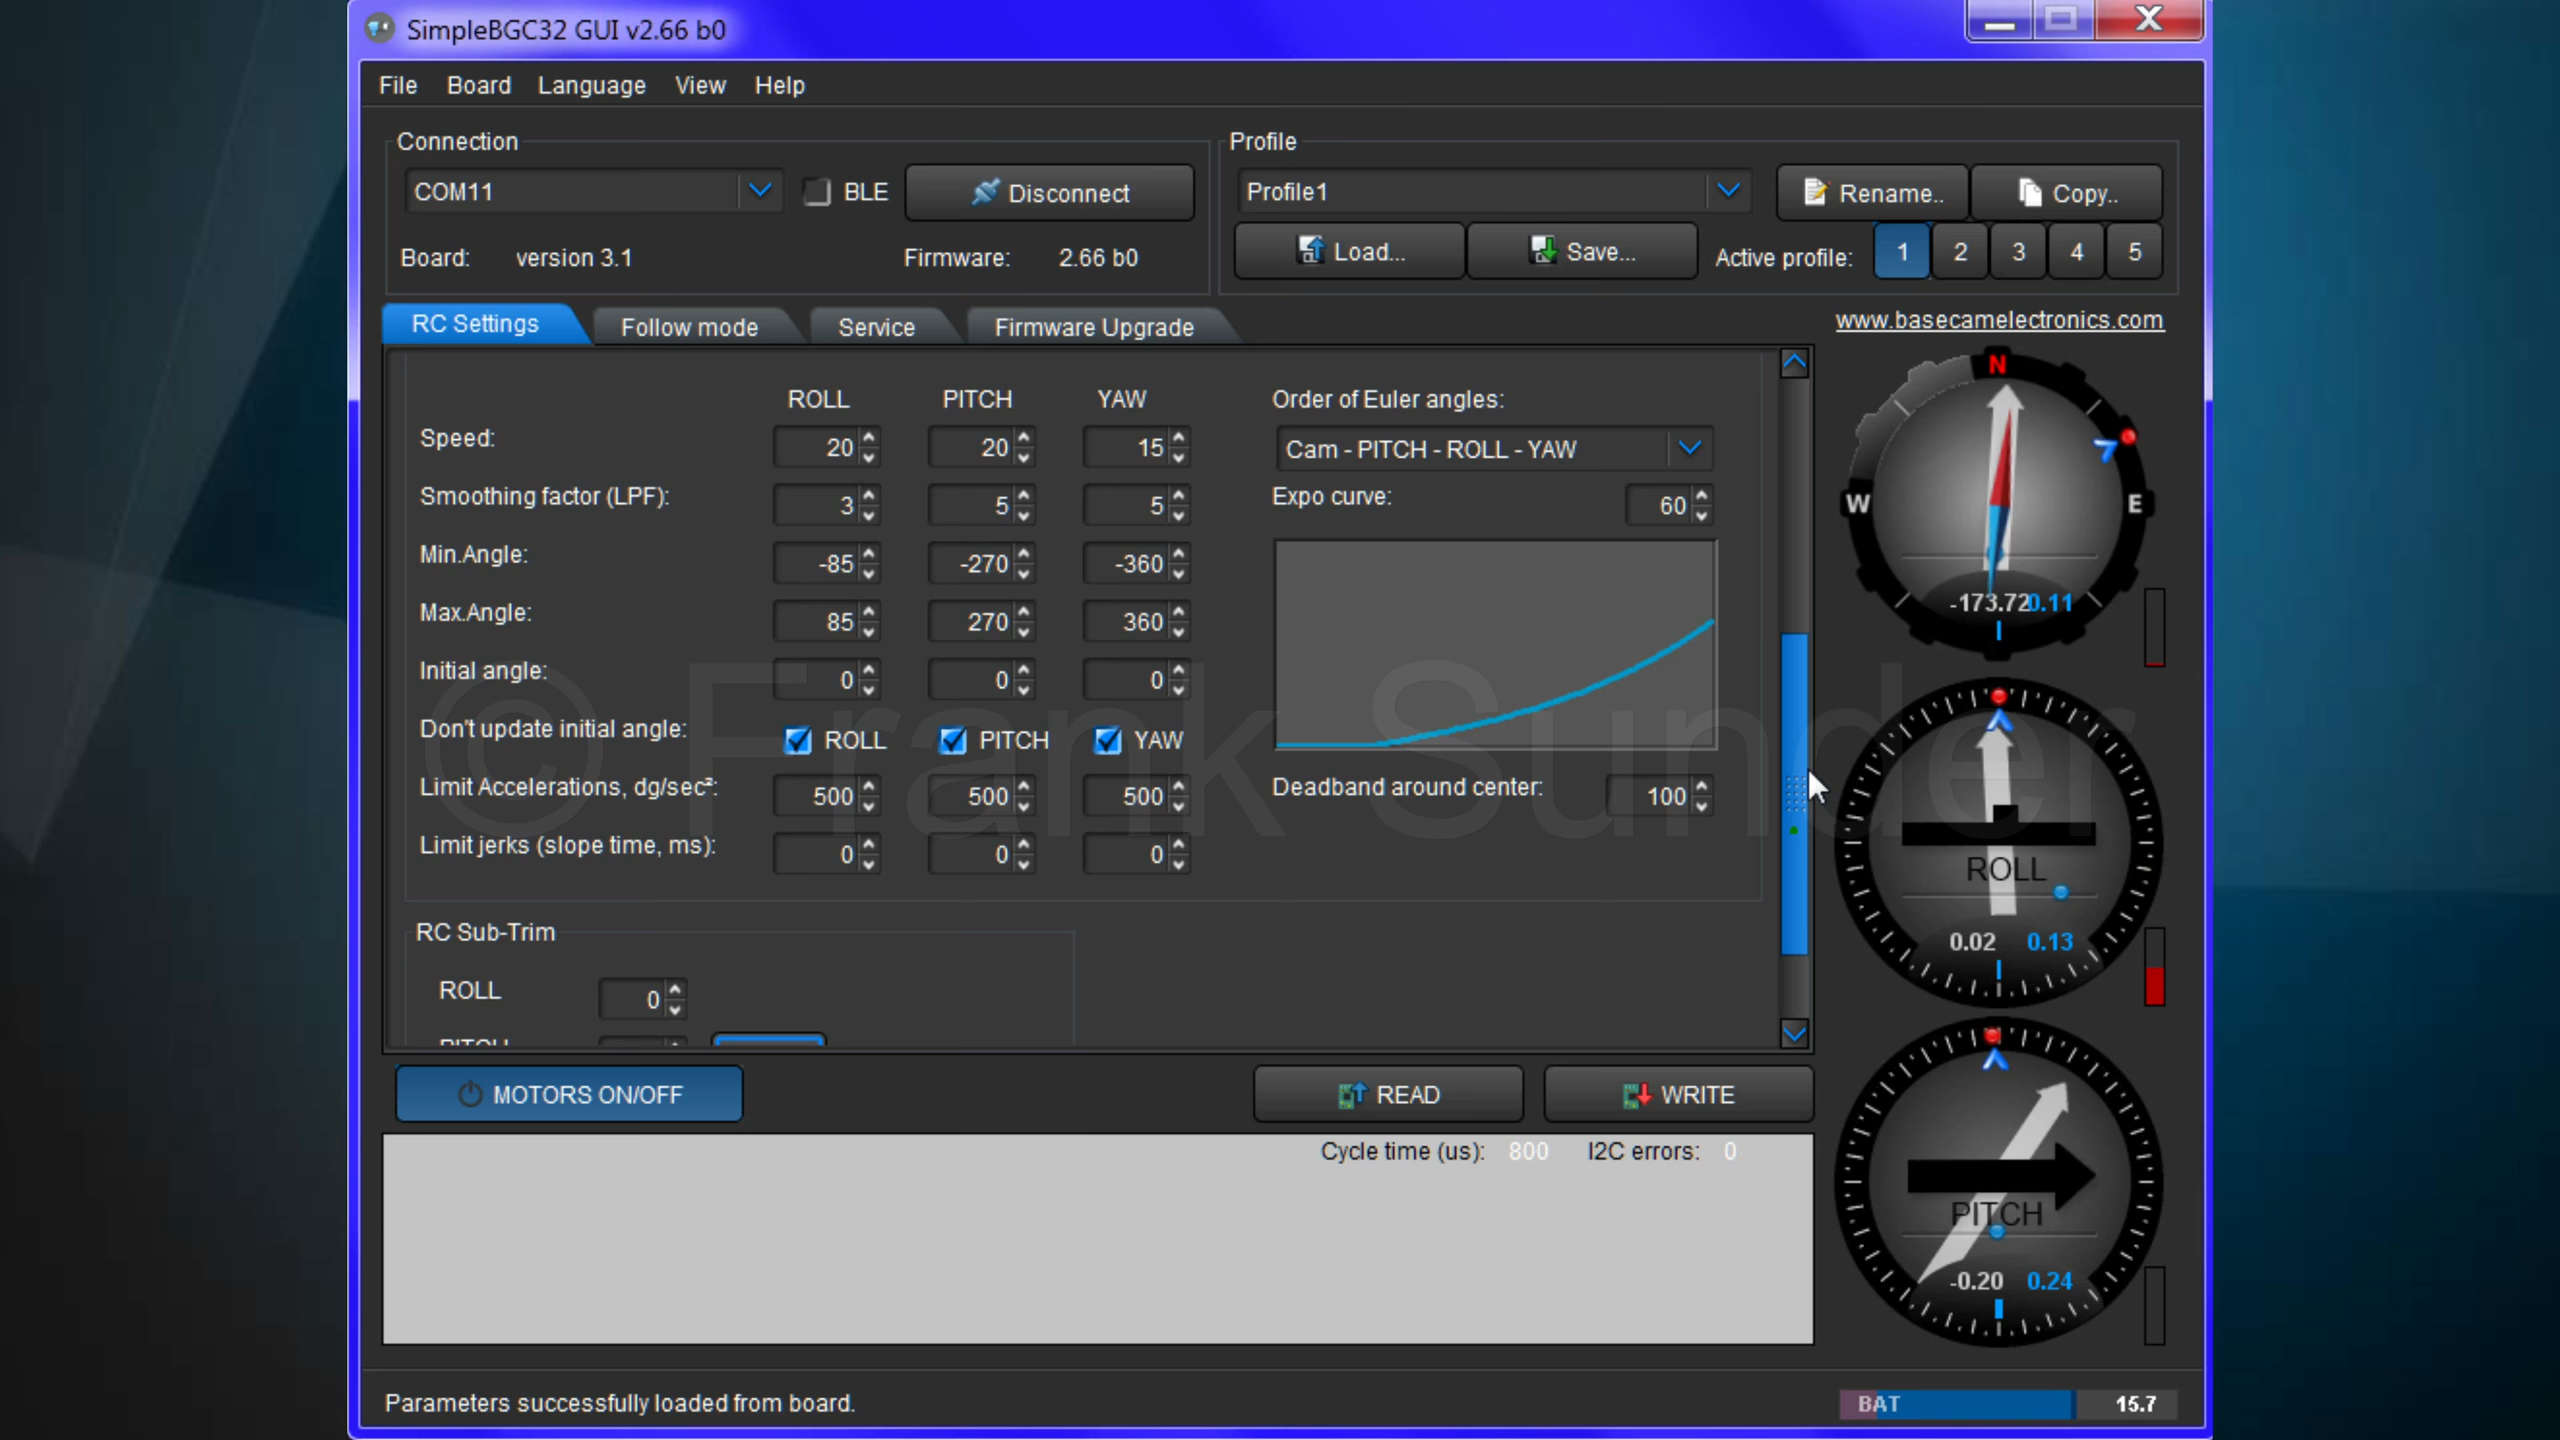 SimpleBGC32 GUI v2.66 b0
File Board Language View Help
Connection
COM11 BLE Disconnect
Board: version 3.1 Firmware: 2.66 b0
Profile
Profile1 Rename.. Copy..
Load... Save... Active profile: 1 2 3 4 5
RC Settings Follow mode Service Firmware Upgrade
www.basecamelectronics.com
ROLL PITCH YAW Order of Euler angles:
Speed: 20 20 15 Cam - PITCH - ROLL - YAW
Smoothing factor (LPF): 3 5 5 Expo curve: 60
Min.Angle: -85 -270 -360
Max.Angle: 85 270 360
Initial angle: 0 0 0
Don't update initial angle: ROLL PITCH YAW
Limit Accelerations, dg/sec²: 500 500 500 Deadband around center: 100
Limit jerks (slope time, ms): 0 0 0
RC Sub-Trim
ROLL 0
PITCH
MOTORS ON/OFF READ WRITE
Cycle time (us): 800 I2C errors: 0
N
W E
-173.72 0.11
ROLL
0.02 0.13
PITCH
-0.20 0.24
Parameters successfully loaded from board.
BAT 15.7
© Frank Sunder